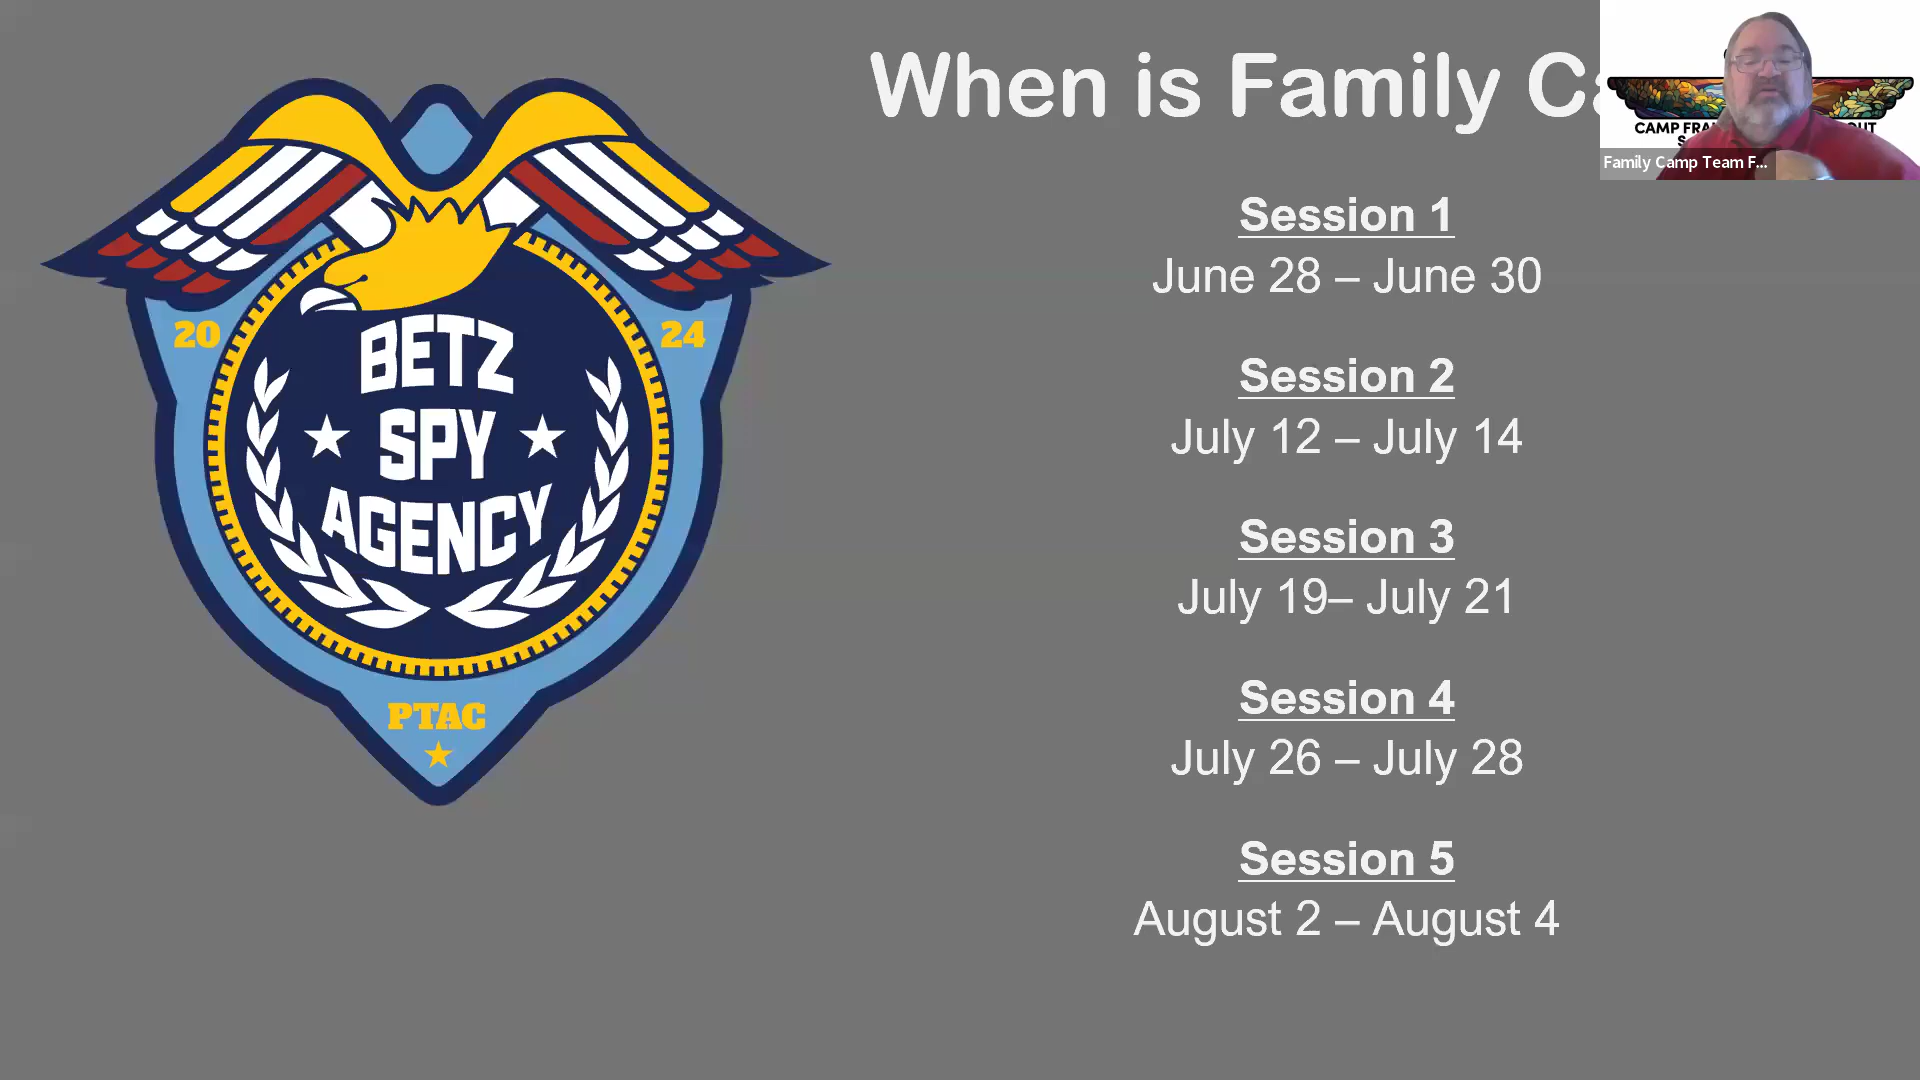 When is Family Ca
CAMP FRA OUT
S
Family Camp Team F...
20 24
BETZ
SPY
AGENCY
PTAC
Session 1
June 28 – June 30
Session 2
July 12 – July 14
Session 3
July 19– July 21
Session 4
July 26 – July 28
Session 5
August 2 – August 4